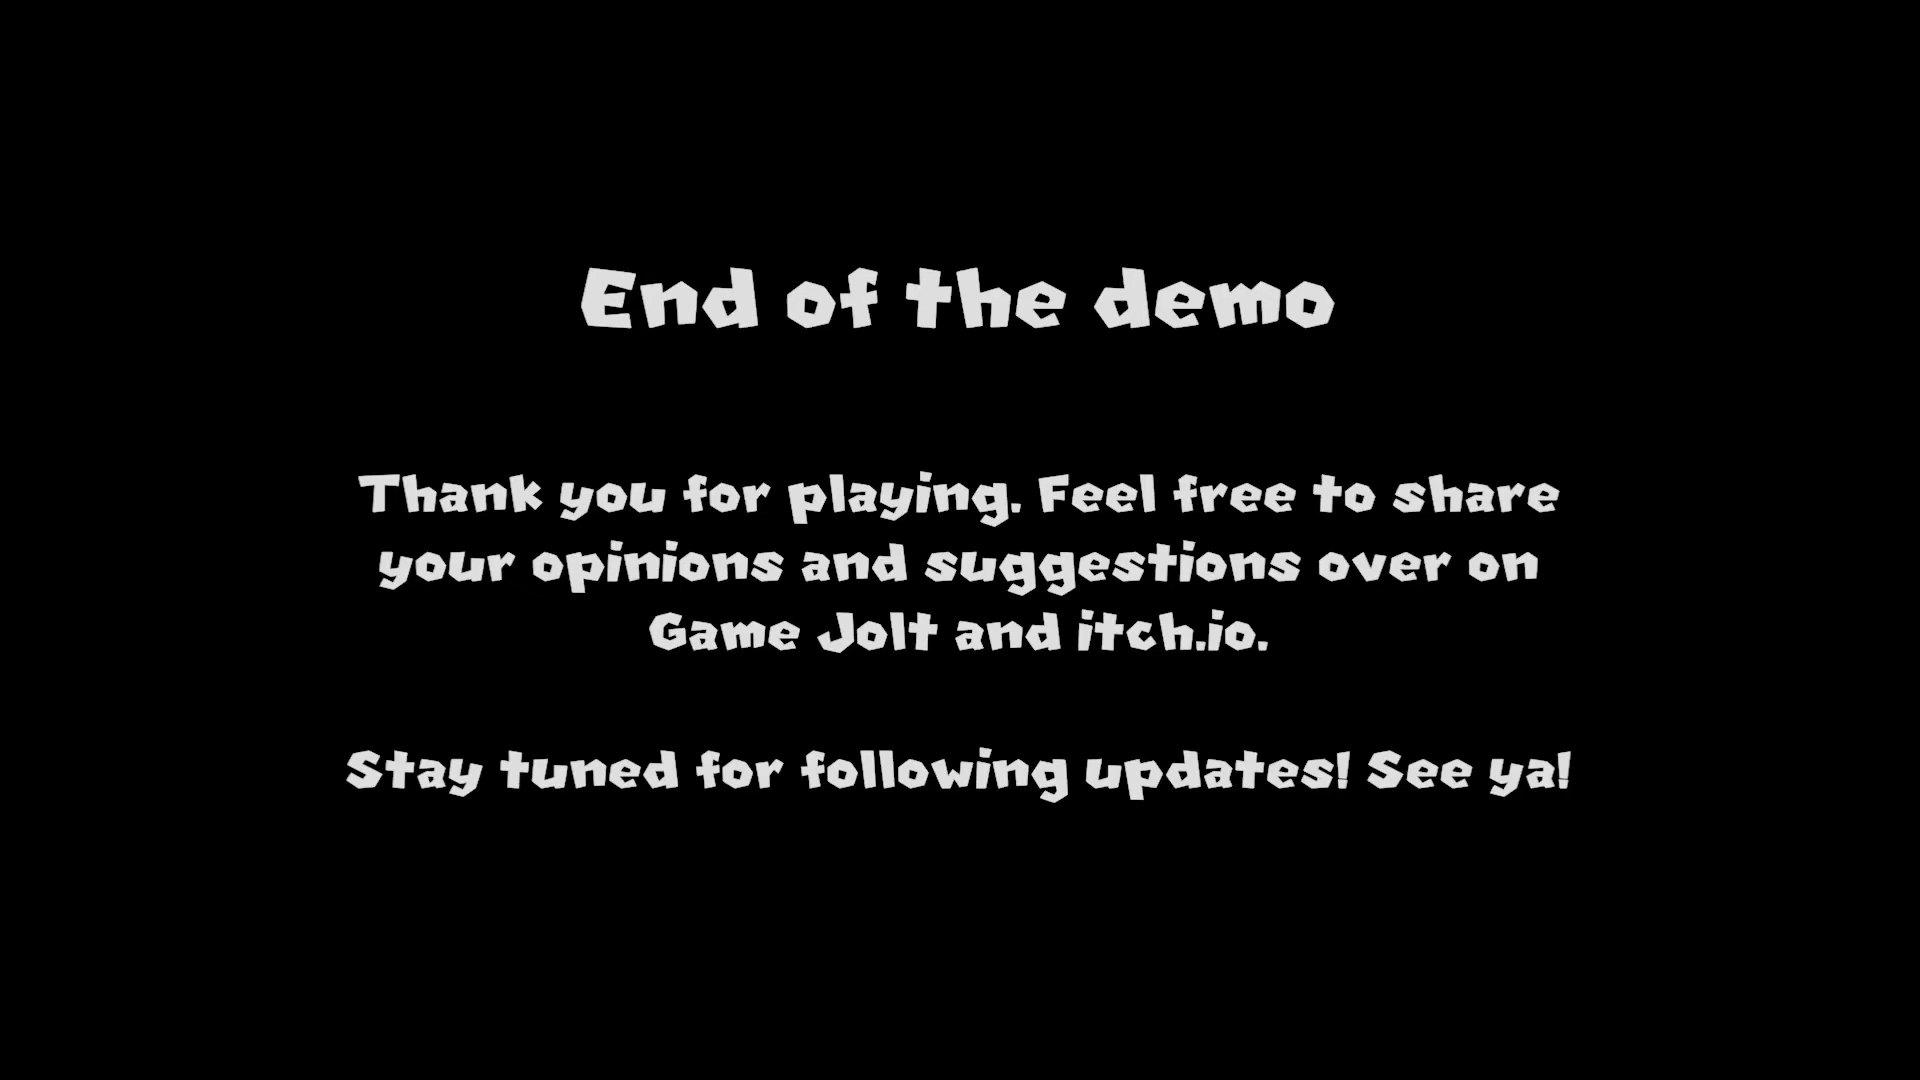 End of the demo
Thank you for playing. Feel free to share
your opinions and suggestions over on
Game Jolt and itch.io.
Stay tuned for following updates! See ya!